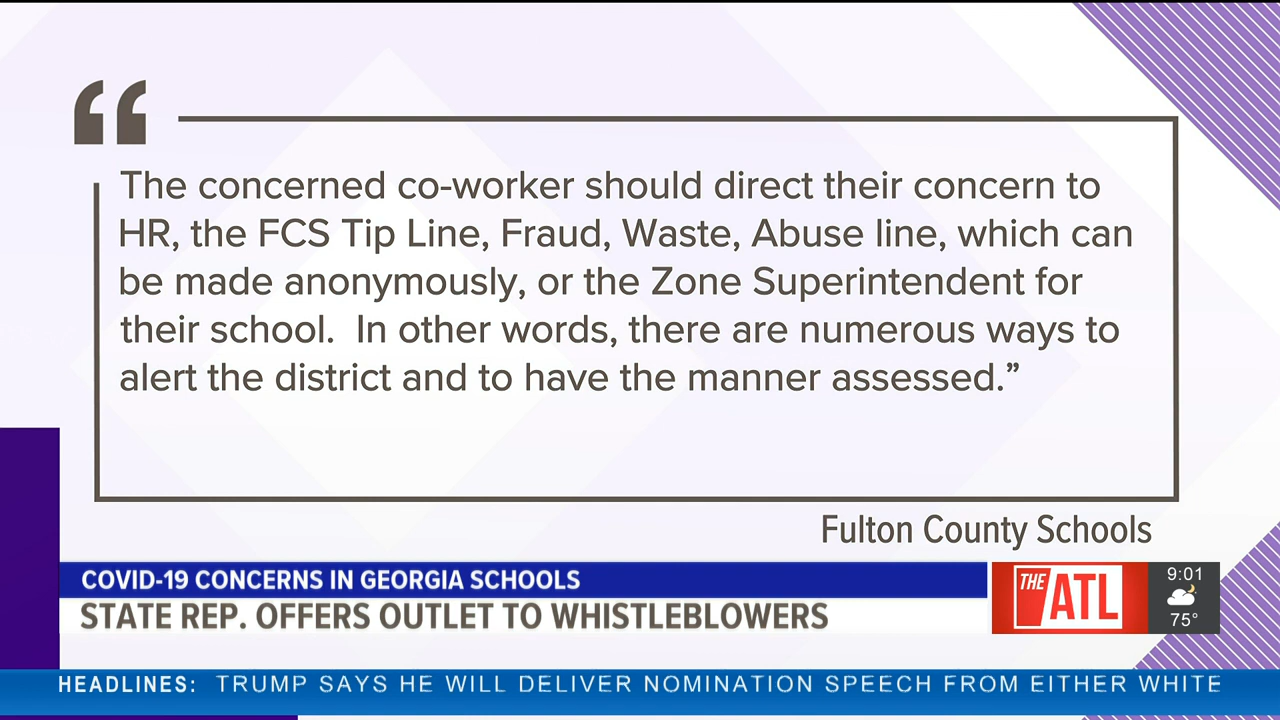 “
The concerned co-worker should direct their concern to
HR, the FCS Tip Line, Fraud, Waste, Abuse line, which can
be made anonymously, or the Zone Superintendent for
their school.  In other words, there are numerous ways to
alert the district and to have the manner assessed.”
Fulton County Schools
COVID-19 CONCERNS IN GEORGIA SCHOOLS
STATE REP. OFFERS OUTLET TO WHISTLEBLOWERS
THE ATL
9:01
75°
HEADLINES: TRUMP SAYS HE WILL DELIVER NOMINATION SPEECH FROM EITHER WHITE